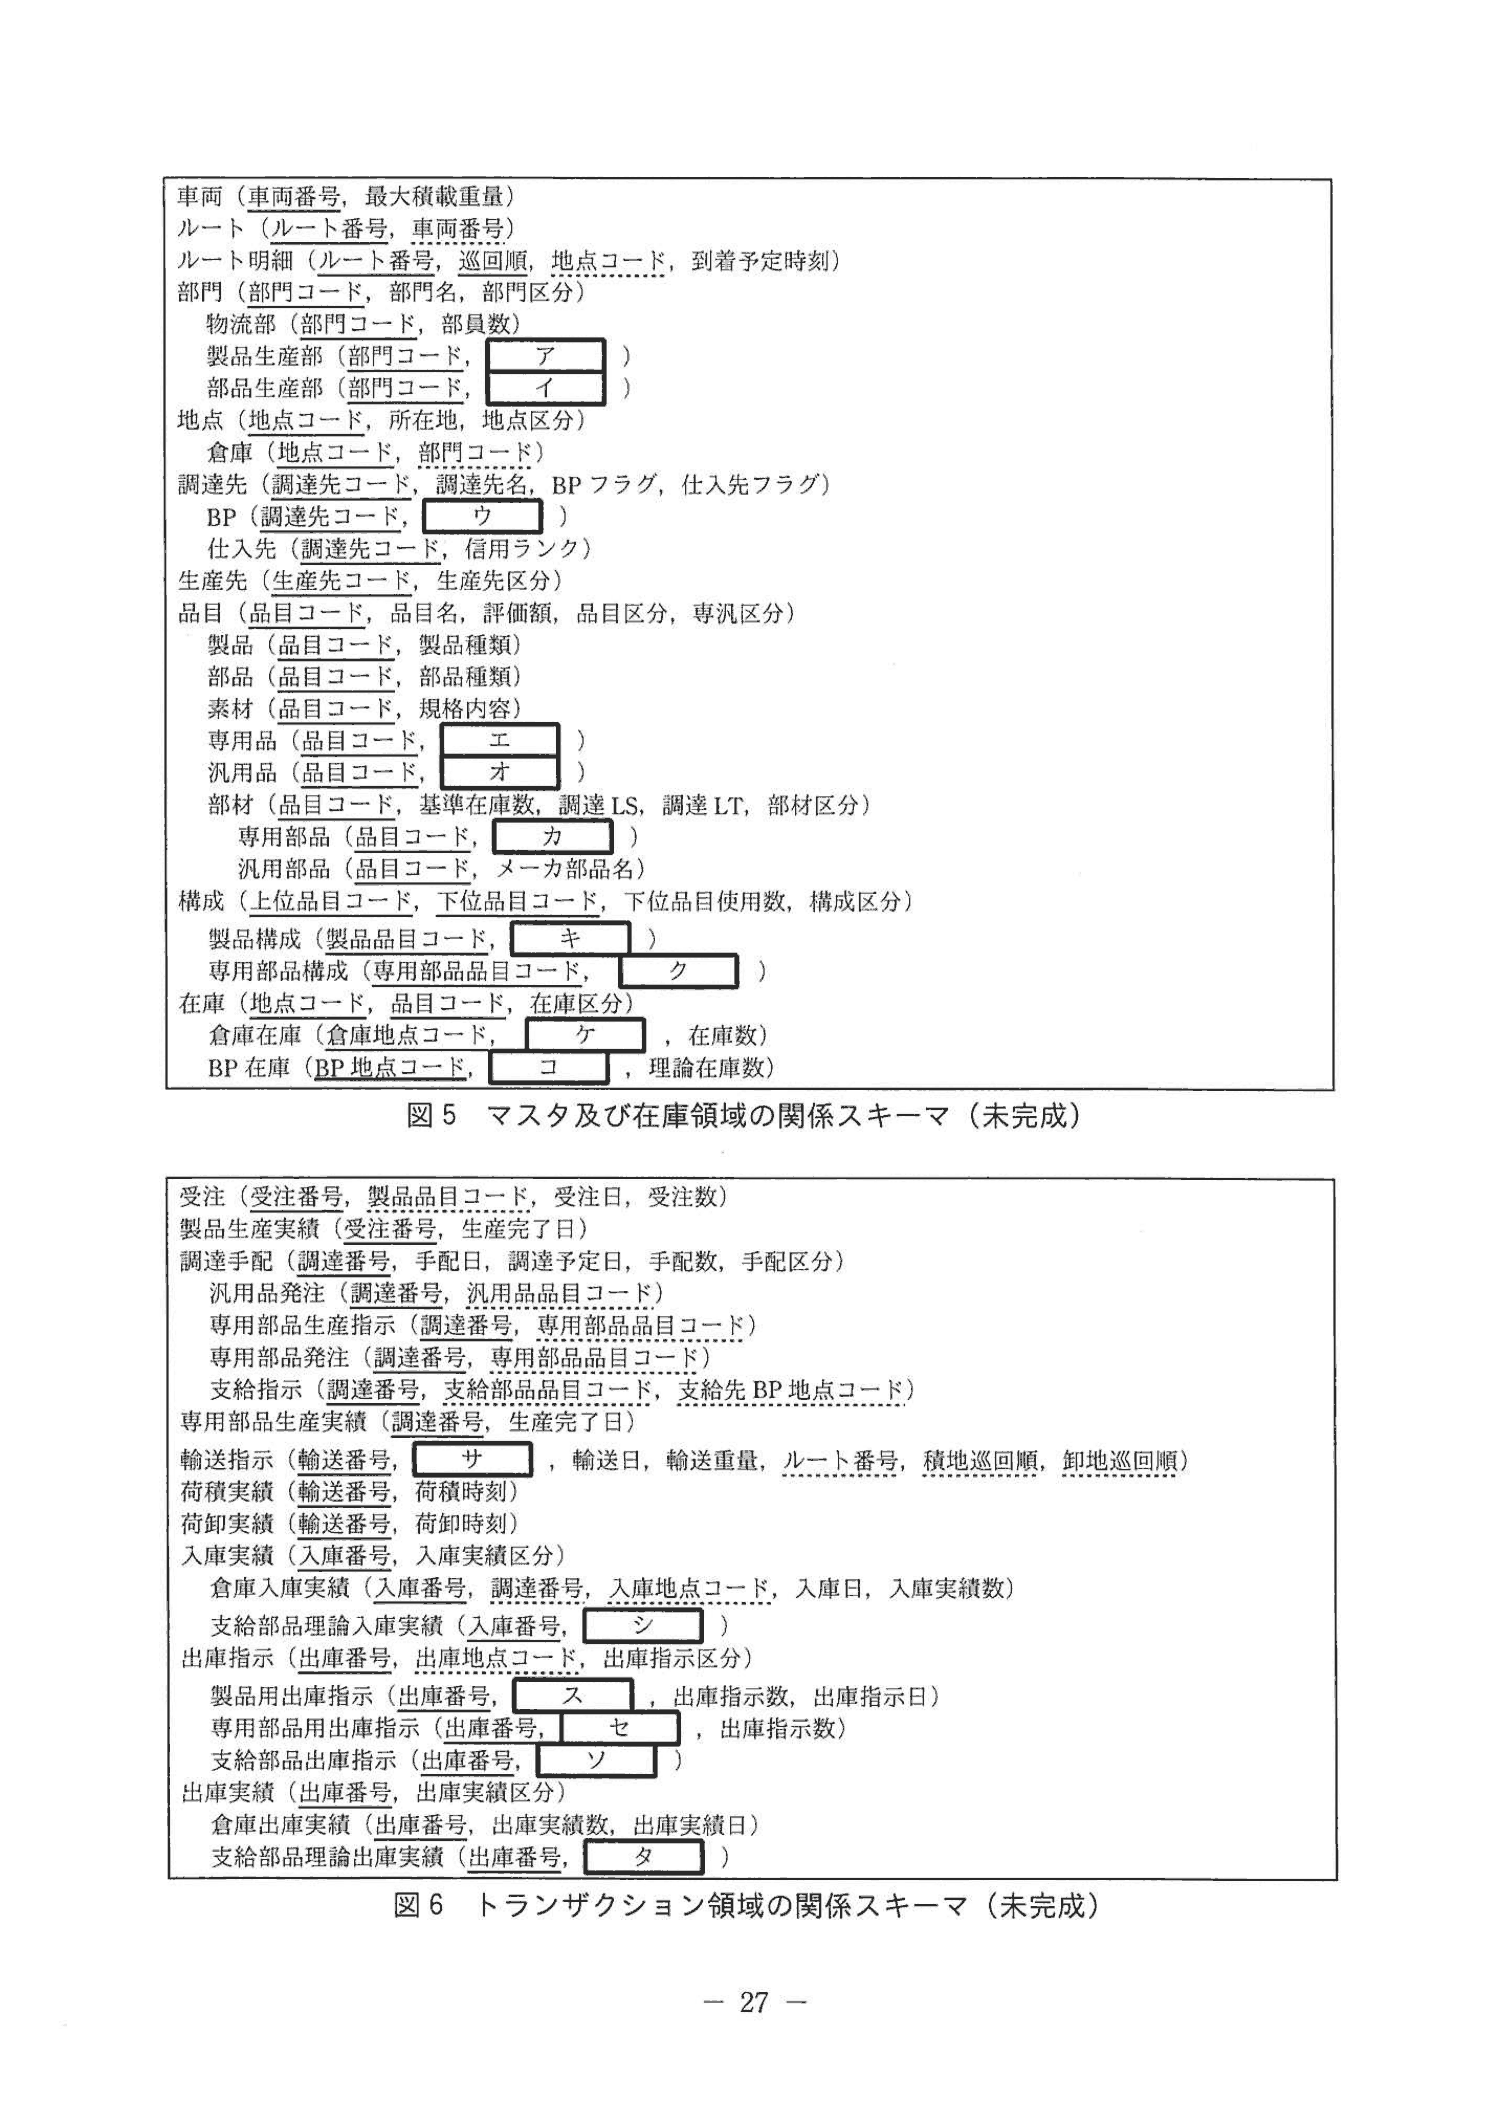 車両（車両番号，最大積載重量）
ルート（ルート番号，車両番号）
ルート明細（ルート番号，巡回順，地点コード，到着予定時刻）
部門（部門コード，部門名，部門区分）
物流部（部門コード，部員数）
製品生産部（部門コード，ア）
部品生産部（部門コード，イ）
地点（地点コード，所在地，地点区分）
倉庫（地点コード，部門コード）
調達先（調達先コード，調達先名，BPフラグ，仕入先フラグ）
BP（調達先コード，ウ）
仕入先（調達先コード，信用ランク）
生産先（生産先コード，生産先区分）
品目（品目コード，品目名，評価額，品目区分，専汎区分）
製品（品目コード，製品種類）
部品（品目コード，部品種類）
素材（品目コード，規格内容）
専用品（品目コード，エ）
汎用品（品目コード，オ）
部材（品目コード，基準在庫数，調達LS，調達LT，部材区分）
専用部品（品目コード，カ）
汎用部品（品目コード，メーカ部品名）
構成（上位品目コード，下位品目コード，下位品目使用数，構成区分）
製品構成（製品品目コード，キ）
専用部品構成（専用部品品目コード，ク）
在庫（地点コード，品目コード，在庫区分）
倉庫在庫（倉庫地点コード，ケ，在庫数）
BP在庫（BP地点コード，コ，理論在庫数）
図5 マスタ及び在庫領域の関係スキーマ（未完成）
受注（受注番号，製品品目コード，受注日，受注数）
製品生産実績（受注番号，生産完了日）
調達手配（調達番号，手配日，調達予定日，手配数，手配区分）
汎用品発注（調達番号，汎用品品目コード）
専用部品生産指示（調達番号，専用部品品目コード）
専用部品発注（調達番号，専用部品品目コード）
支給指示（調達番号，支給部品品目コード，支給先BP地点コード）
専用部品生産実績（調達番号，生産完了日）
輸送指示（輸送番号，サ，輸送日，輸送重量，ルート番号，積地巡回順，卸地巡回順）
荷積実績（輸送番号，荷積時刻）
荷卸実績（輸送番号，荷卸時刻）
入庫実績（入庫番号，入庫実績区分）
倉庫入庫実績（入庫番号，調達番号，入庫地点コード，入庫日，入庫実績数）
支給部品理論入庫実績（入庫番号，シ）
出庫指示（出庫番号，出庫地点コード，出庫指示区分）
製品用出庫指示（出庫番号，ス，出庫指示数，出庫指示日）
専用部品用出庫指示（出庫番号，セ，出庫指示数）
支給部品出庫指示（出庫番号，ソ）
出庫実績（出庫番号，出庫実績区分）
倉庫出庫実績（出庫番号，出庫実績数，出庫実績日）
支給部品理論出庫実績（出庫番号，タ）
図6 トランザクション領域の関係スキーマ（未完成）
－ 27 －